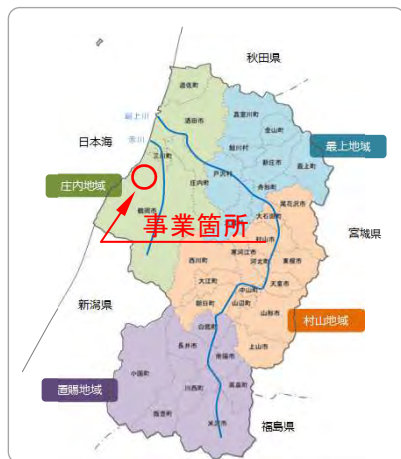 秋田県
遊佐町
真室川町
最上川
酒田市
金山町
日本海
赤川
鮭川村
最上地域
三川町
新庄市
戸沢村
最上町
庄内地域
庄内町
舟形町
尾花沢市
鶴岡市
大石田町
事業箇所
宮城県
村山市
寒河江市
西川町
河北町
東根市
大江町
天童市
中山町
新潟県
朝日町
山辺町
山形市
村山地域
白鷹町
上山市
長井市
南陽市
置賜地域
小国町
川西町
高畠町
飯豊町
米沢市
福島県